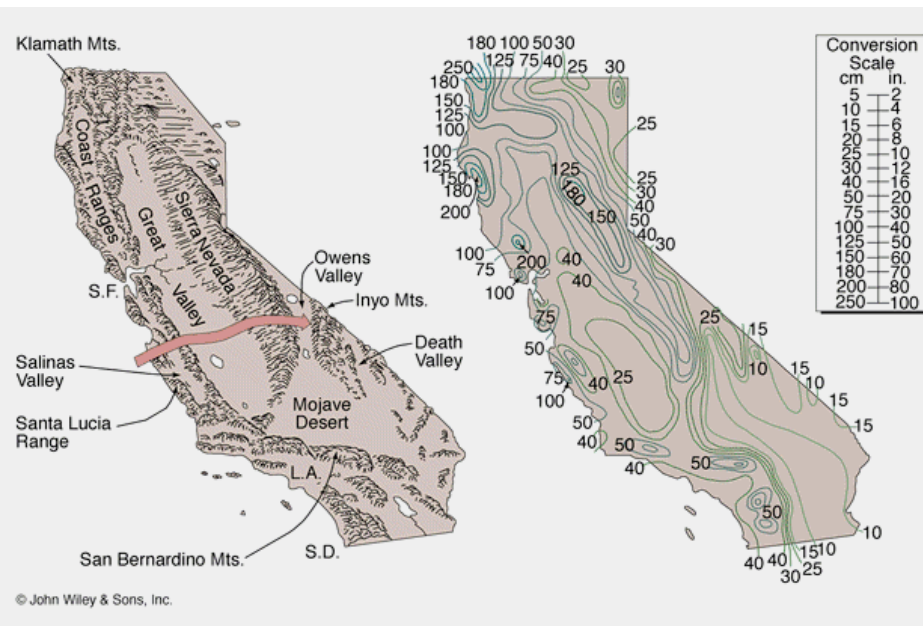 Klamath Mts.
Coast
Ranges
Great
Valley
Sierra Nevada
Owens
Valley
Inyo Mts.
S.F.
Death
Valley
Salinas
Valley
Santa Lucia
Range
Mojave
Desert
L.A.
San Bernardino Mts.
S.D.
© John Wiley & Sons, Inc.
180 100 50 30
250 125 75 40 25 30
180
150
125
100
25
100
125
150
180
200
125
180
150
25
30
40
50
40 30
100
75
200
40
40
100
75
25
15
10
15
10
15
15
50
75
40 25
100
50
40
50
40
50
50
10
40 40 15 10
30 25
Conversion
Scale
cm in.
5 2
10 4
15 6
20 8
25 10
30 12
40 16
50 20
75 30
100 40
125 50
150 60
180 70
200 80
250 100